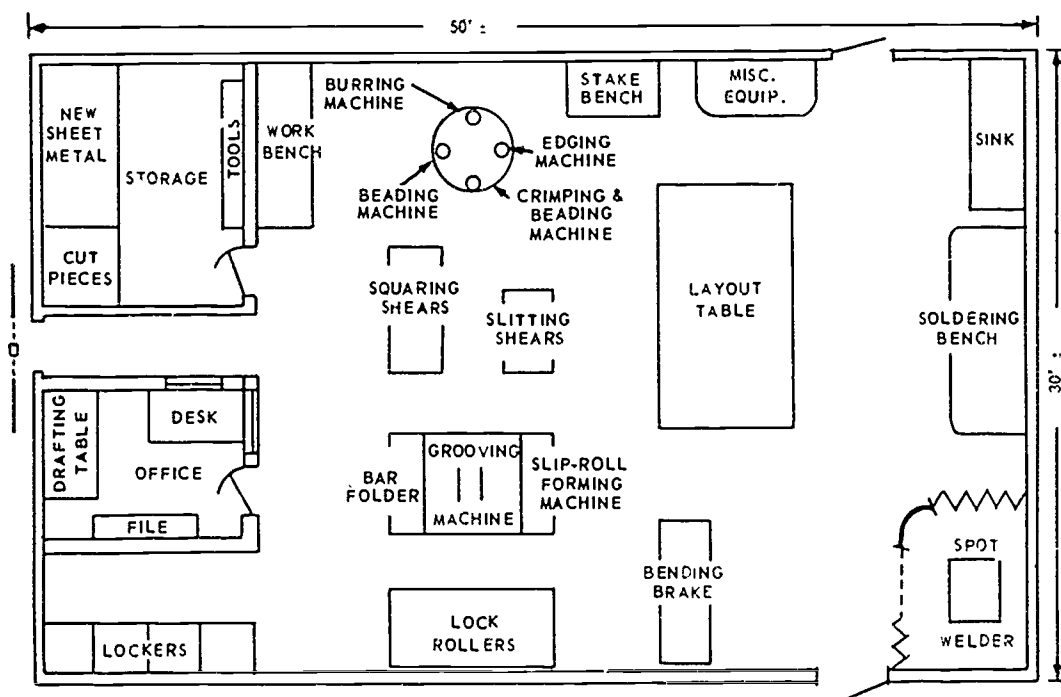 50' ±
NEW
SHEET
METAL
STORAGE
TOOLS
WORK
BENCH
BURRING
MACHINE
EDGING
MACHINE
BEADING
MACHINE
CRIMPING &
BEADING
MACHINE
STAKE
BENCH
MISC.
EQUIP.
SINK
CUT
PIECES
SQUARING
SHEARS
SLITTING
SHEARS
LAYOUT
TABLE
SOLDERING
BENCH
30' ±
DRAFTING
TABLE
DESK
OFFICE
FILE
BAR
FOLDER
GROOVING
MACHINE
SLIP-ROLL
FORMING
MACHINE
BENDING
BRAKE
SPOT
WELDER
LOCKERS
LOCK
ROLLERS